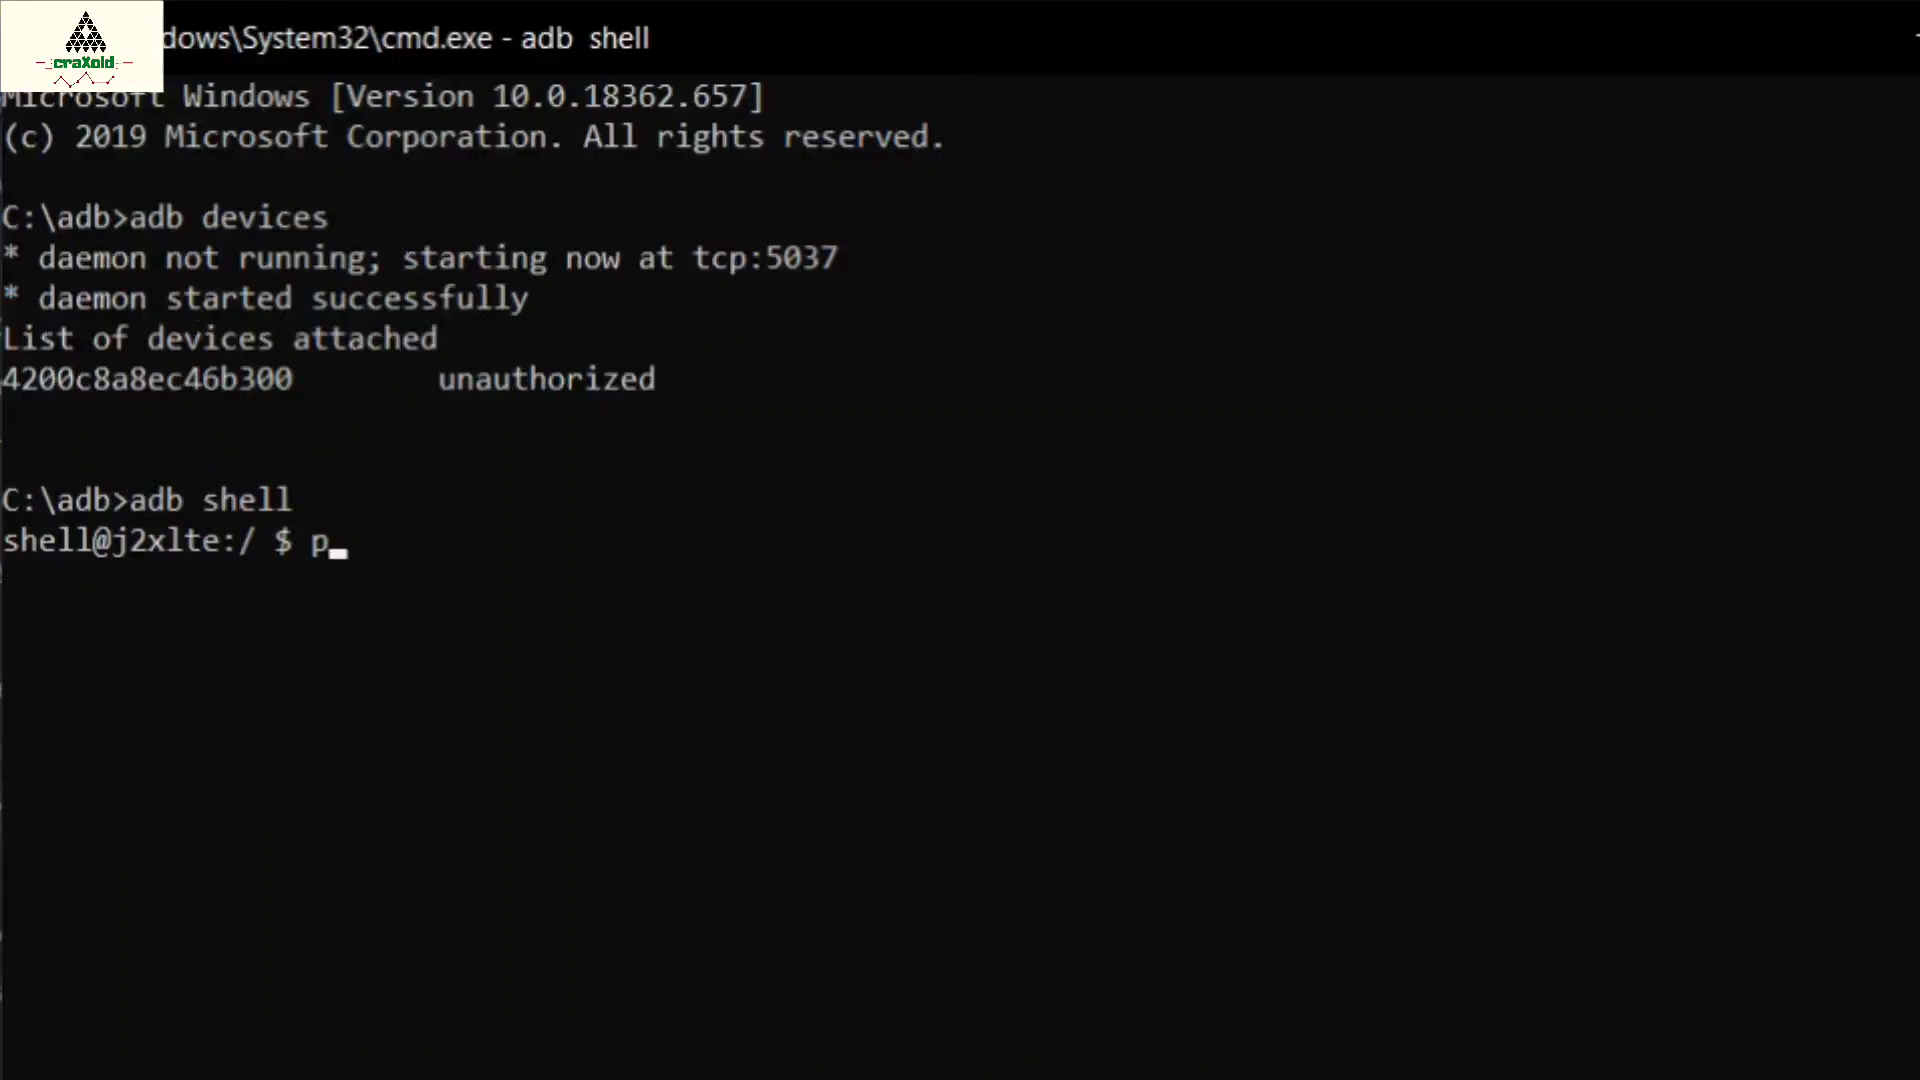 craXoid
dows\System32\cmd.exe - adb  shell
Microsoft Windows [Version 10.0.18362.657]
(c) 2019 Microsoft Corporation. All rights reserved.
C:\adb>adb devices
* daemon not running; starting now at tcp:5037
* daemon started successfully
List of devices attached
4200c8a8ec46b300        unauthorized
C:\adb>adb shell
shell@j2xlte:/ $ p_